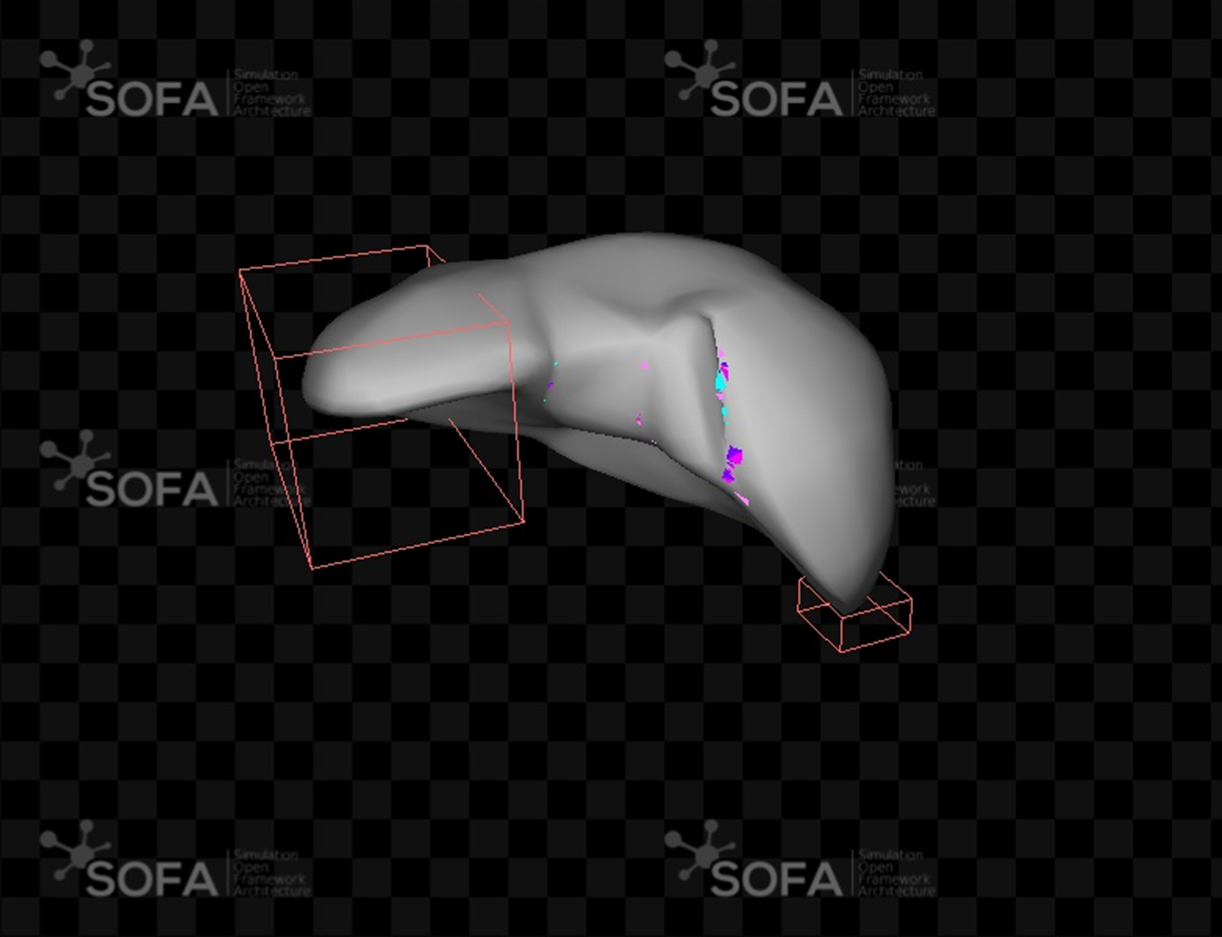 SOFA
Simulation
Open
Framework
Architecture
SOFA
Simulation
Open
Framework
Architecture
SOFA
Simulation
Open
Framework
Architecture
SOFA
Simulation
Open
Framework
Architecture
SOFA
Simulation
Open
Framework
Architecture